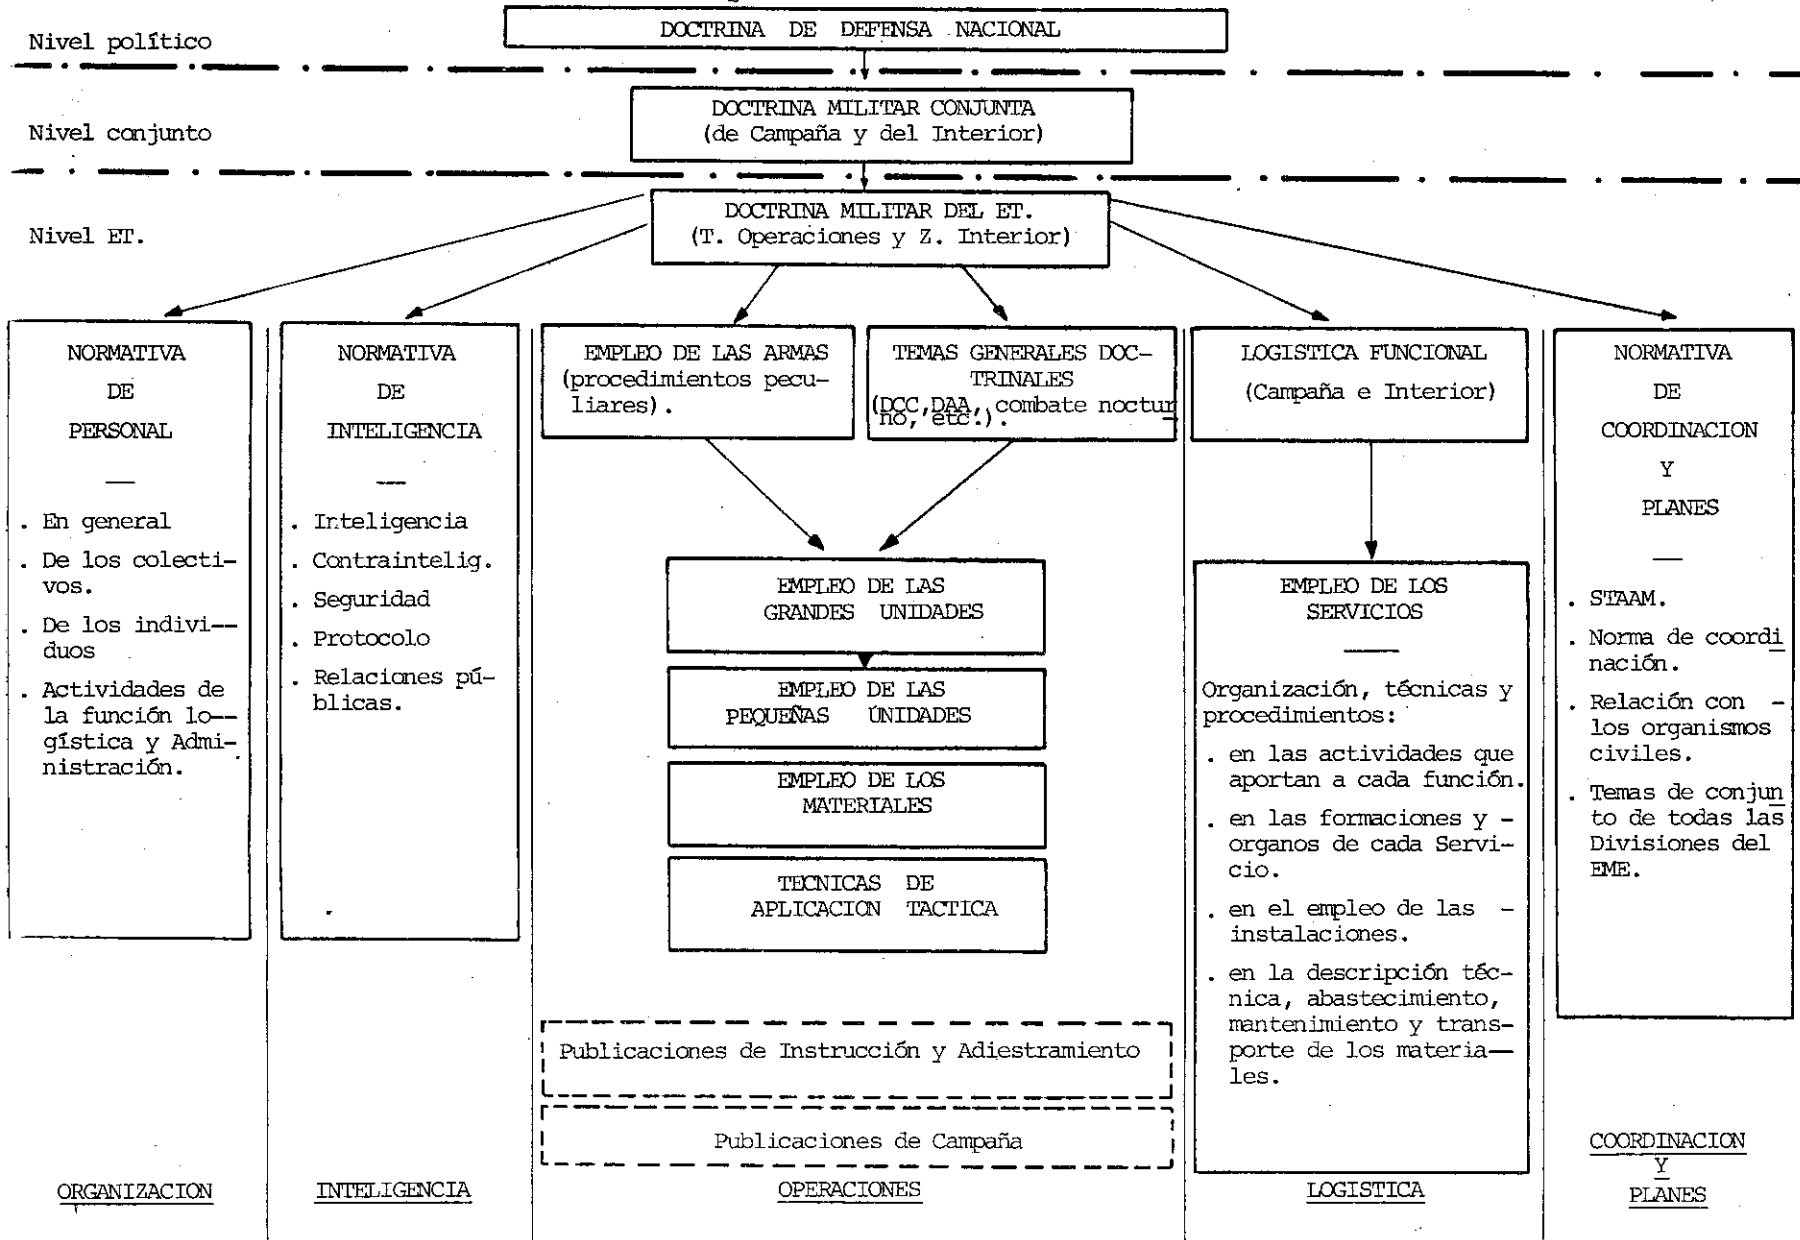 Nivel político
DOCTRINA DE DEFENSA NACIONAL
Nivel conjunto
DOCTRINA MILITAR CONJUNTA
(de Campaña y del Interior)
Nivel ET.
DOCTRINA MILITAR DEL ET.
(T. Operaciones y Z. Interior)
NORMATIVA
DE
PERSONAL
. En general
. De los colecti-
vos.
. De los indivi--
duos
. Actividades de
la función lo--
gística y Admi-
nistración.
ORGANIZACION
NORMATIVA
DE
INTELIGENCIA
. Inteligencia
. Contraintelig.
. Seguridad
. Protocolo
. Relaciones pú-
blicas.
INTELIGENCIA
EMPLEO DE LAS ARMAS
(procedimientos pecu-
liares).
TEMAS GENERALES DOC-
TRINALES
(DCC,DAA, combate noctur
no, etc.).
EMPLEO DE LAS
GRANDES UNIDADES
EMPLEO DE LAS
PEQUEÑAS UNIDADES
EMPLEO DE LOS
MATERIALES
TECNICAS DE
APLICACION TACTICA
Publicaciones de Instrucción y Adiestramiento
Publicaciones de Campaña
OPERACIONES
LOGISTICA FUNCIONAL
(Campaña e Interior)
EMPLEO DE LOS
SERVICIOS
Organización, técnicas y
procedimientos:
. en las actividades que
aportan a cada función.
. en las formaciones y -
organos de cada Servi-
cio.
. en el empleo de las -
instalaciones.
. en la descripción téc-
nica, abastecimiento,
mantenimiento y trans-
porte de los materia--
les.
LOGISTICA
NORMATIVA
DE
COORDINACION
Y
PLANES
. STAAM.
. Norma de coordi
nación.
. Relación con -
los organismos
civiles.
. Temas de conjun
to de todas las
Divisiones del
EME.
COORDINACION
Y
PLANES